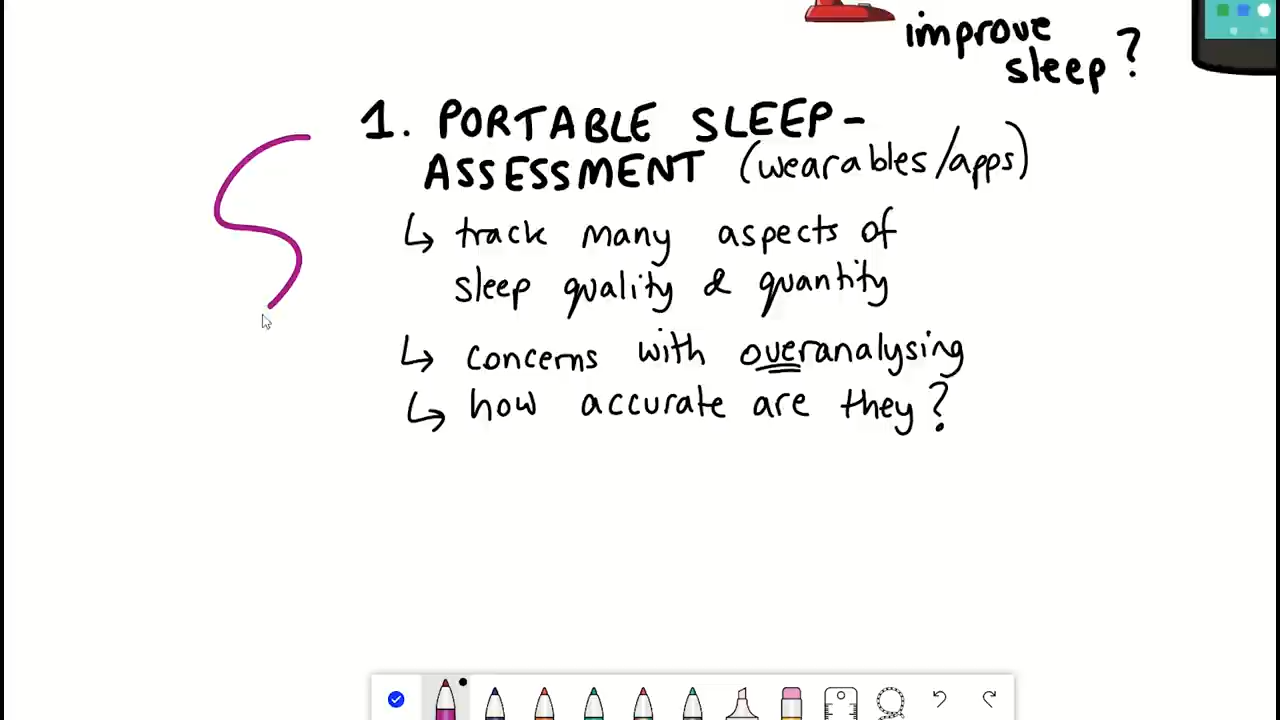 improve
sleep?
1. PORTABLE SLEEP-
ASSESSMENT (wearables/apps)
↳ track many aspects of
sleep quality & quantity
↳ concerns with overanalysing
↳ how accurate are they?